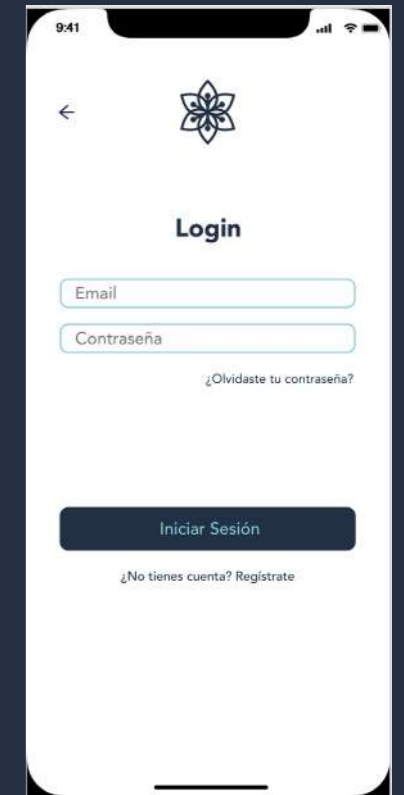 9:41
Login
Email
Contraseña
¿Olvidaste tu contraseña?
Iniciar Sesión
¿No tienes cuenta? Regístrate